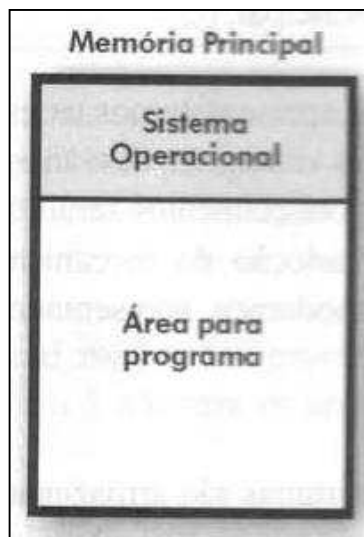 Memória Principal
Sistema
Operacional
Área para
programa